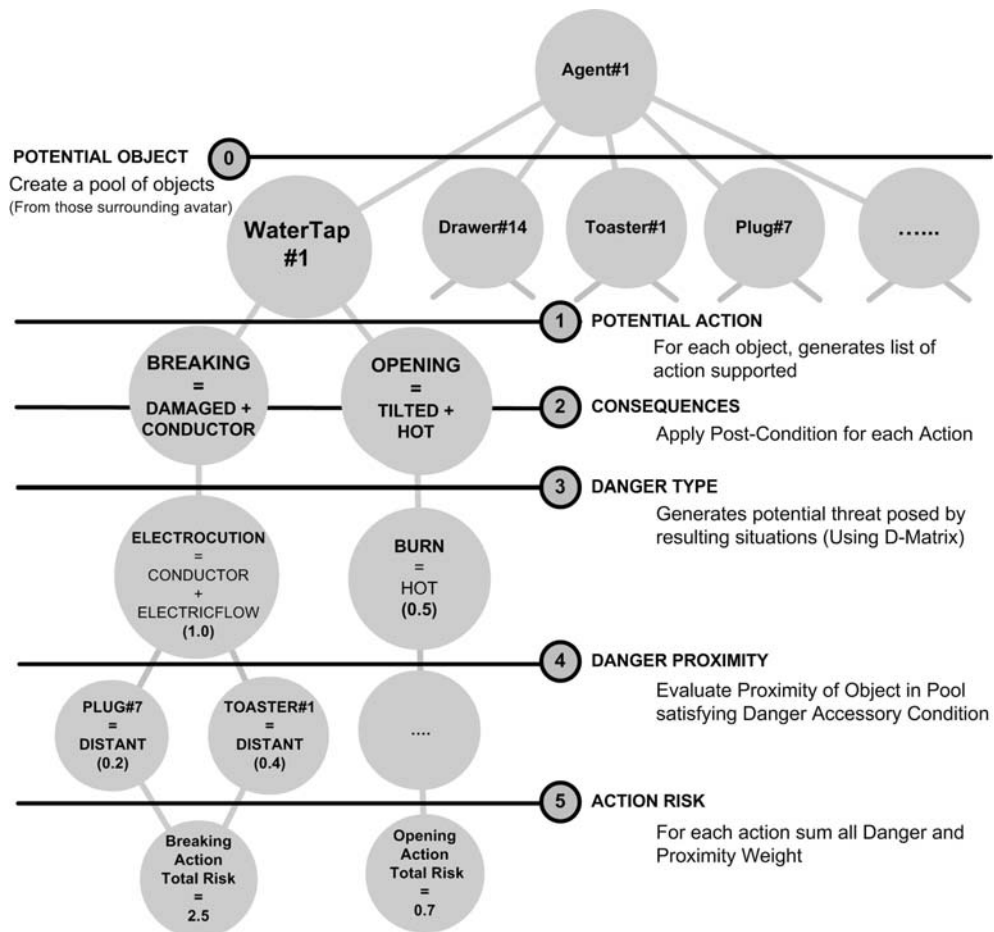 Agent#1
POTENTIAL OBJECT
0
Create a pool of objects
(From those surrounding avatar)
WaterTap
#1
Drawer#14
Toaster#1
Plug#7
…...
1
POTENTIAL ACTION
For each object, generates list of
action supported
BREAKING
=
DAMAGED +
CONDUCTOR
OPENING
=
TILTED +
HOT
2
CONSEQUENCES
Apply Post-Condition for each Action
3
DANGER TYPE
Generates potential threat posed by
resulting situations (Using D-Matrix)
ELECTROCUTION
=
CONDUCTOR
+
ELECTRICFLOW
(1.0)
BURN
=
HOT
(0.5)
4
DANGER PROXIMITY
Evaluate Proximity of Object in Pool
satisfying Danger Accessory Condition
PLUG#7
=
DISTANT
(0.2)
TOASTER#1
=
DISTANT
(0.4)
....
5
ACTION RISK
For each action sum all Danger and
Proximity Weight
Breaking
Action
Total Risk
=
2.5
Opening
Action
Total Risk
=
0.7